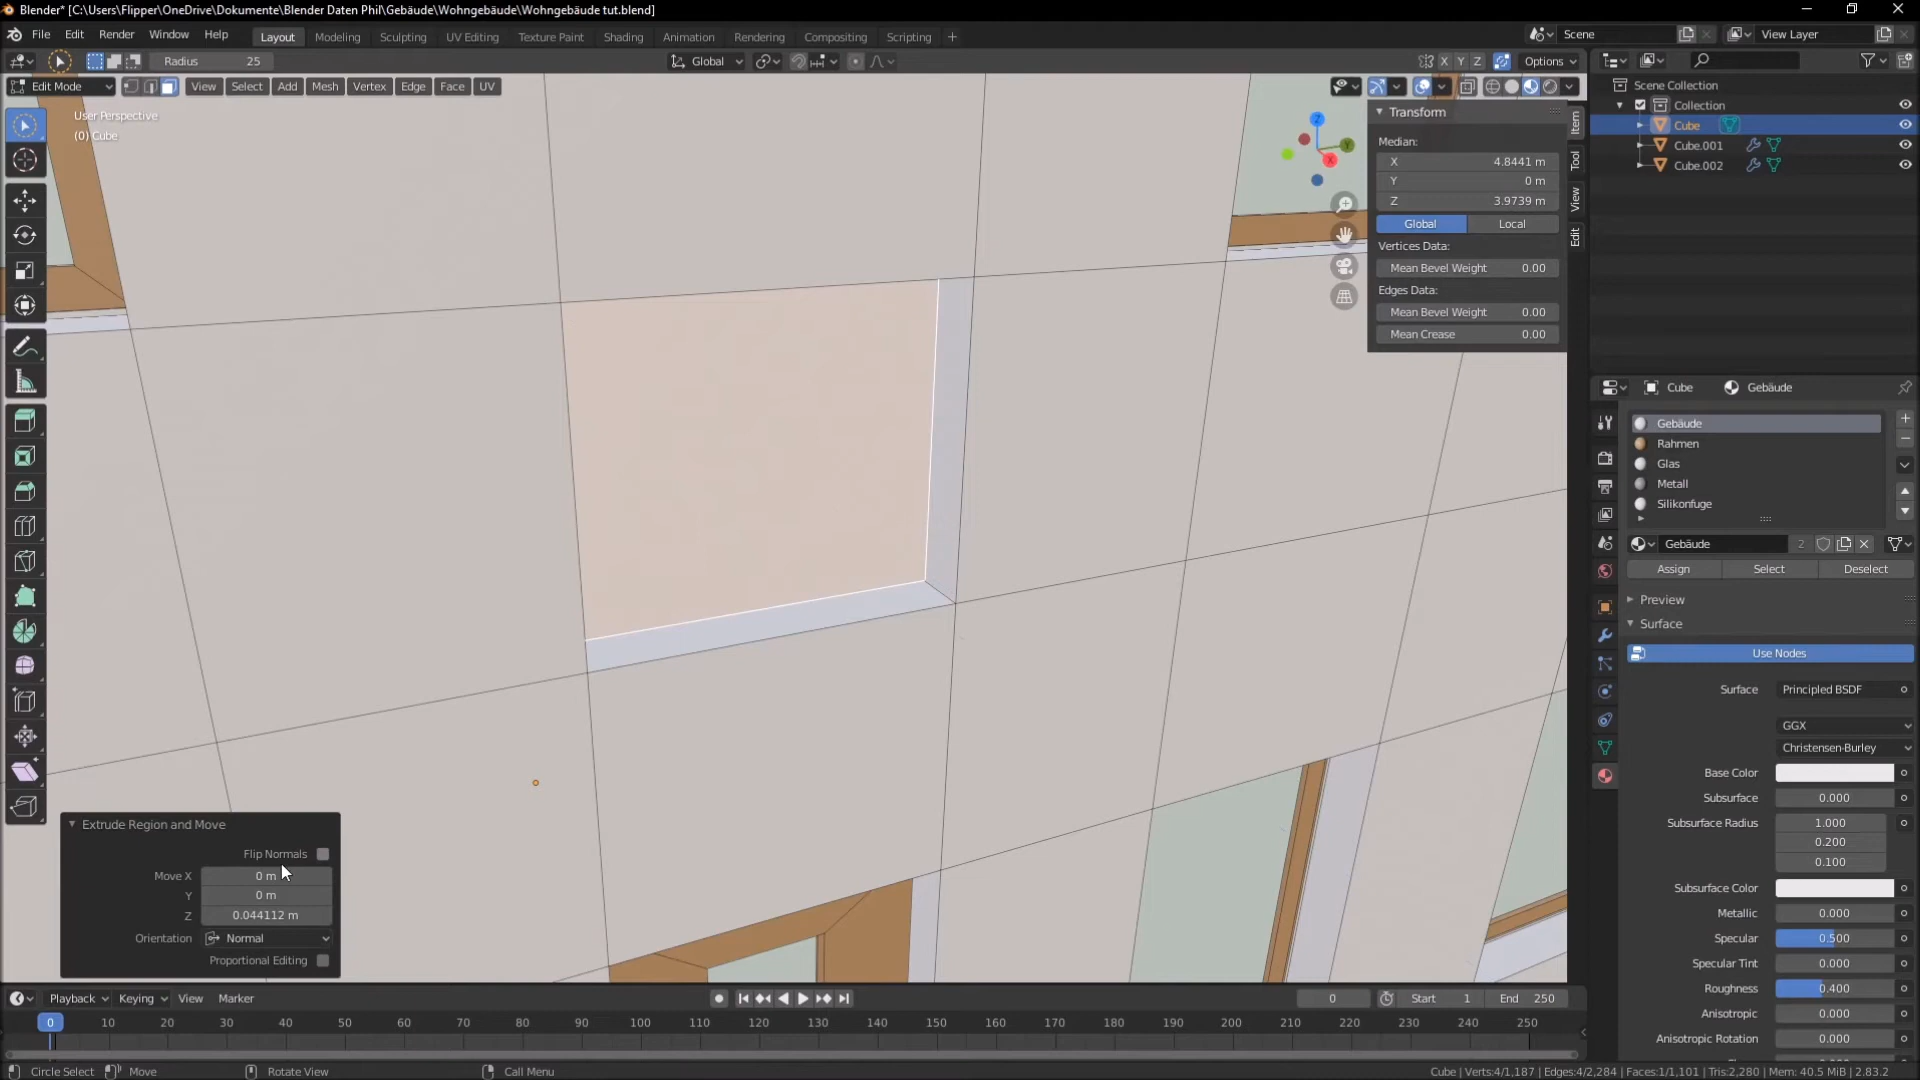 Blender* [C:\Users\Flipper\OneDrive\Dokumente\Blender Daten Phil\Gebäude\Wohngebäude\Wohngebäude tut.blend]
File Edit Render Window Help Layout Modeling Sculpting UV Editing Texture Paint Shading Animation Rendering Compositing Scripting + Scene View Layer
Radius 25 Global X Y Z Options
Edit Mode View Select Add Mesh Vertex Edge Face UV
User Perspective
(0) Cube
Transform
Median:
X 4.8441 m
Y 0 m
Z 3.9739 m
Global Local
Vertices Data:
Mean Bevel Weight 0.00
Edges Data:
Mean Bevel Weight 0.00
Mean Crease 0.00
Item
Tool
View
Edit
Z
Y
X
Scene Collection
Collection
Cube
Cube.001
Cube.002
Cube Gebäude
Gebäude
Rahmen
Glas
Metall
Silikonfuge
Gebäude 2
Assign Select Deselect
Preview
Surface
Use Nodes
Surface Principled BSDF
GGX
Christensen-Burley
Base Color
Subsurface 0.000
Subsurface Radius 1.000
0.200
0.100
Subsurface Color
Metallic 0.000
Specular 0.500
Specular Tint 0.000
Roughness 0.400
Anisotropic 0.000
Anisotropic Rotation 0.000
Extrude Region and Move
Flip Normals
Move X 0 m
Y 0 m
Z 0.044112 m
Orientation Normal
Proportional Editing
Playback Keying View Marker 0 Start 1 End 250
0 10 20 30 40 50 60 70 80 90 100 110 120 130 140 150 160 170 180 190 200 210 220 230 240 250
Circle Select Move Rotate View Call Menu Cube | Verts:4/1,187 | Edges:4/2,284 | Faces:1/1,101 | Tris:2,280 | Mem: 40.5 MiB | 2.83.2